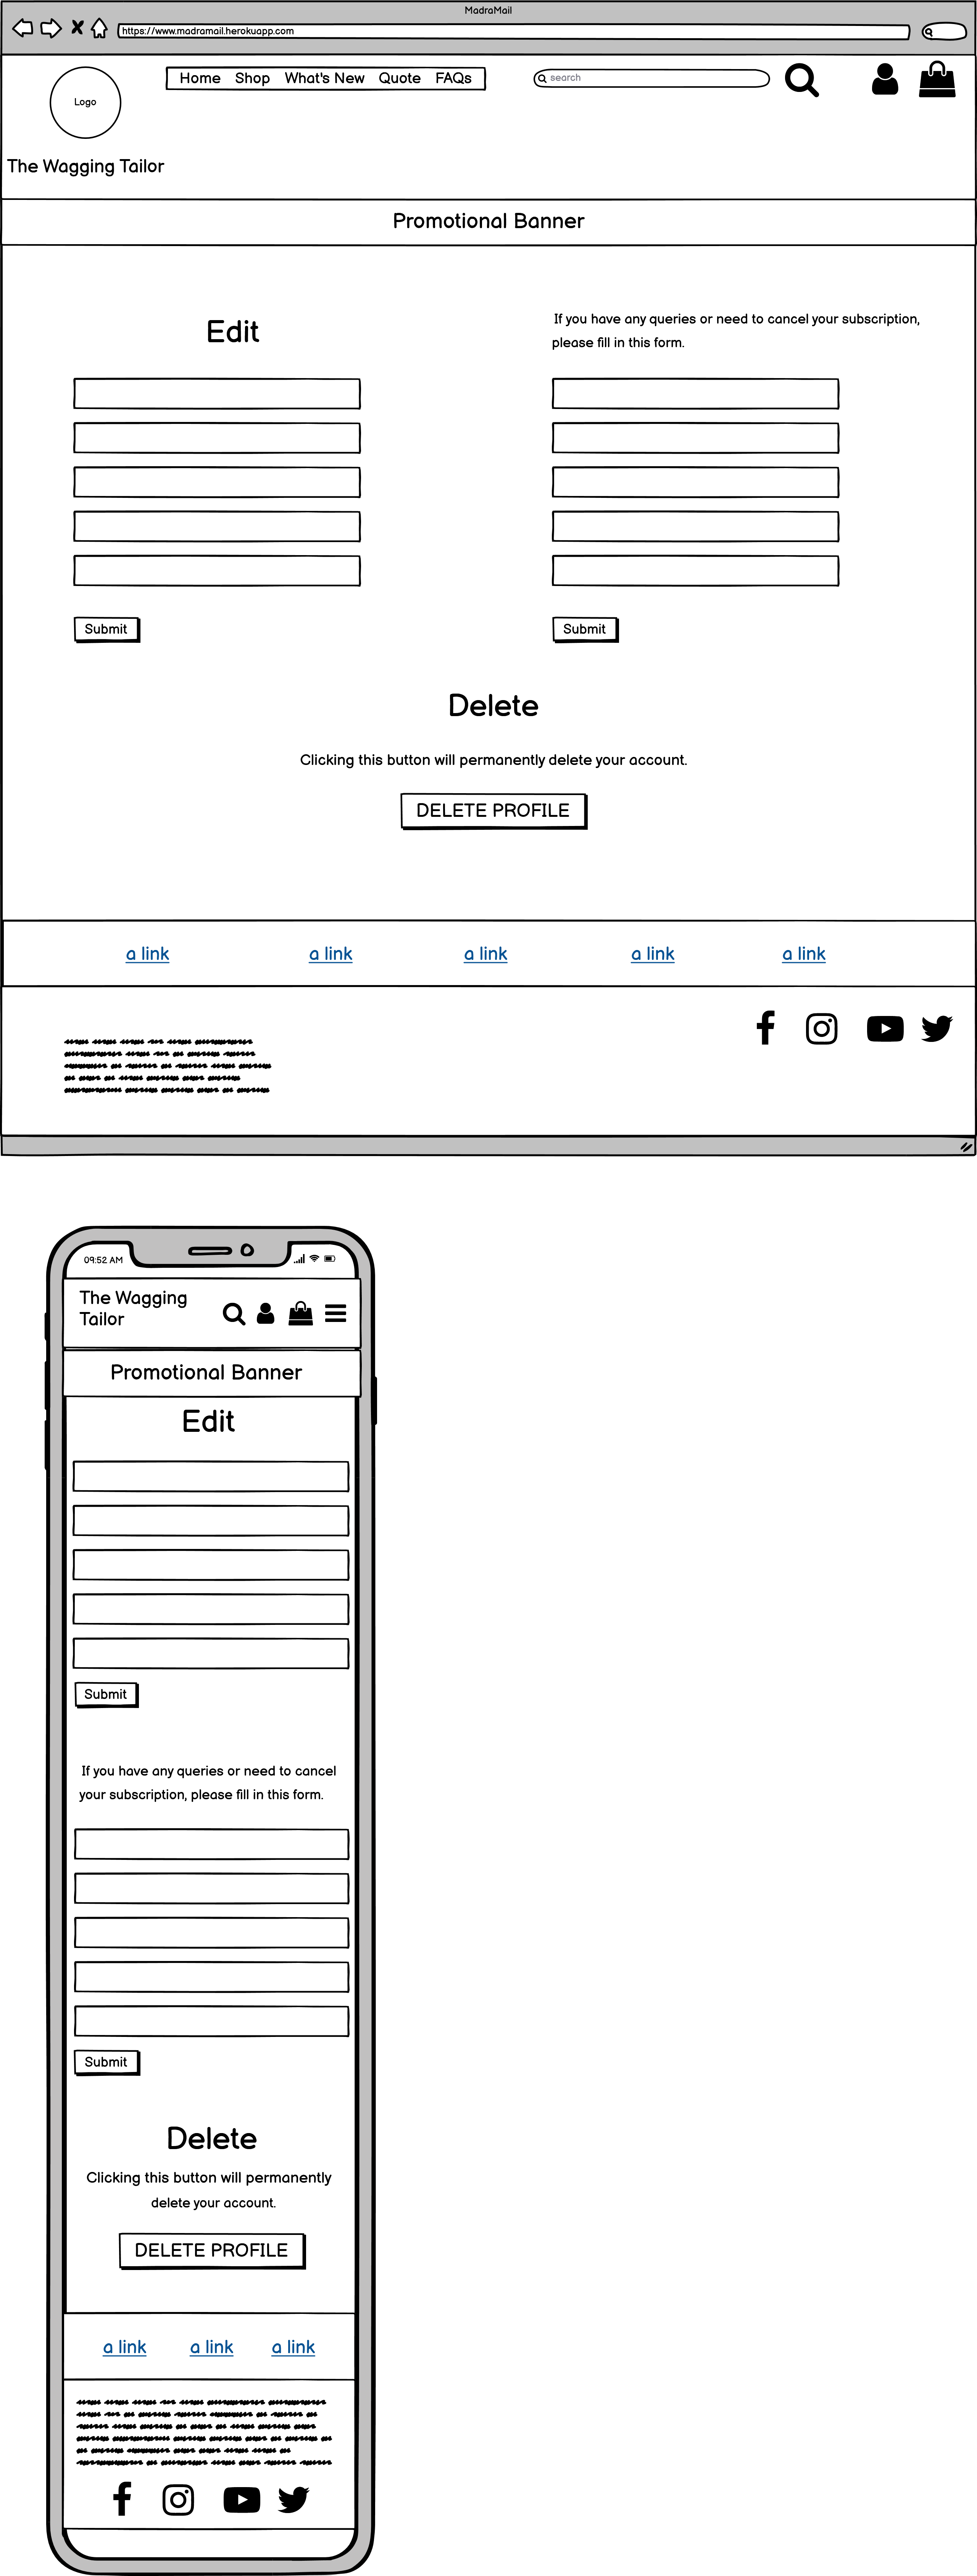 MadraMail
https://www.madramail.herokuapp.com
Home Shop What's New Quote FAQs
search
Logo
The Wagging Tailor
Promotional Banner
Edit
If you have any queries or need to cancel your subscription,
please fill in this form.
Submit
Submit
Delete
Clicking this button will permanently delete your account.
DELETE PROFILE
a link a link a link a link a link
09:52 AM
The Wagging
Tailor
Promotional Banner
Edit
Submit
If you have any queries or need to cancel
your subscription, please fill in this form.
Submit
Delete
Clicking this button will permanently
delete your account.
DELETE PROFILE
a link a link a link